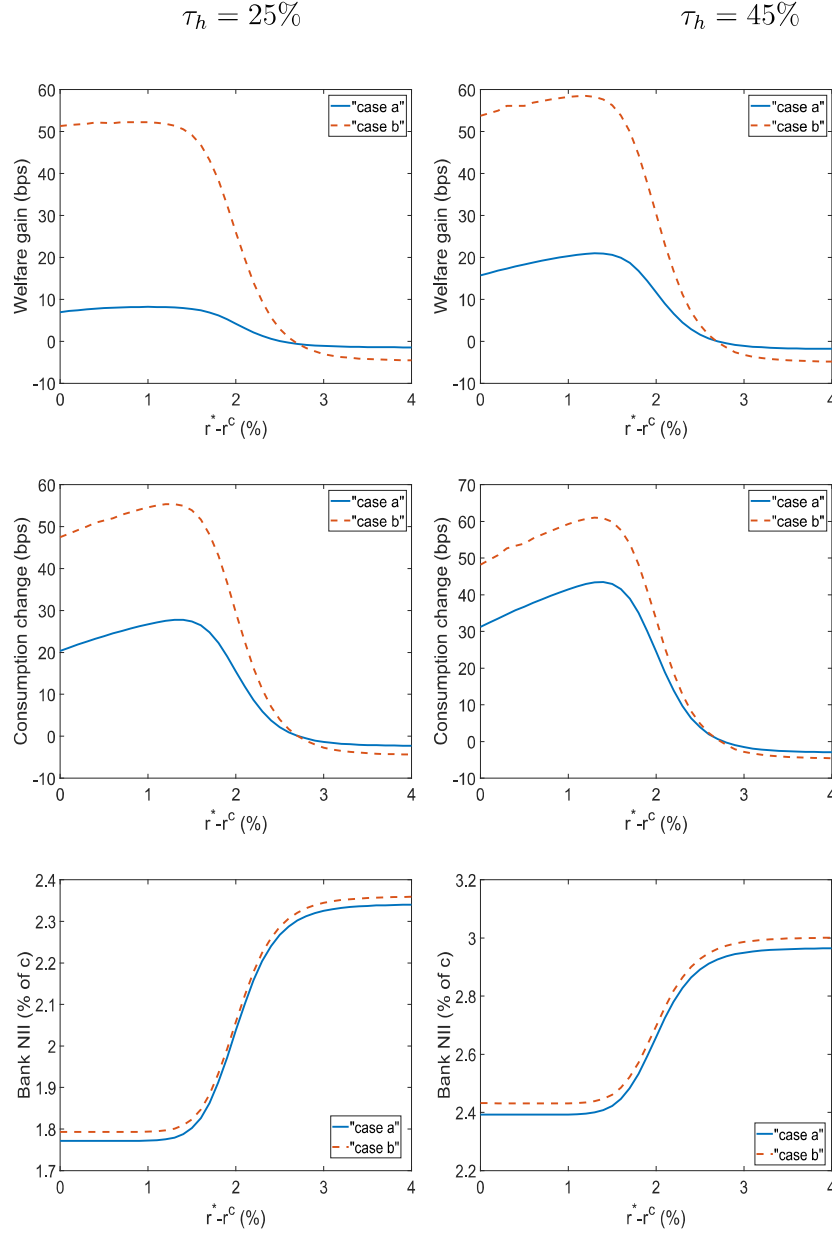 τ_h = 25%
τ_h = 45%
60
50
40
30
20
10
0
-10
Welfare gain (bps)
"case a"
"case b"
0 1 2 3 4
r*-r^c (%)
60
50
40
30
20
10
0
-10
Welfare gain (bps)
"case a"
"case b"
0 1 2 3 4
r*-r^c (%)
60
50
40
30
20
10
0
-10
Consumption change (bps)
"case a"
"case b"
0 1 2 3 4
r*-r^c (%)
70
60
50
40
30
20
10
0
-10
Consumption change (bps)
"case a"
"case b"
0 1 2 3 4
r*-r^c (%)
2.4
2.3
2.2
2.1
2
1.9
1.8
1.7
Bank NII (% of c)
"case a"
"case b"
0 1 2 3 4
r*-r^c (%)
3.2
3
2.8
2.6
2.4
2.2
Bank NII (% of c)
"case a"
"case b"
0 1 2 3 4
r*-r^c (%)